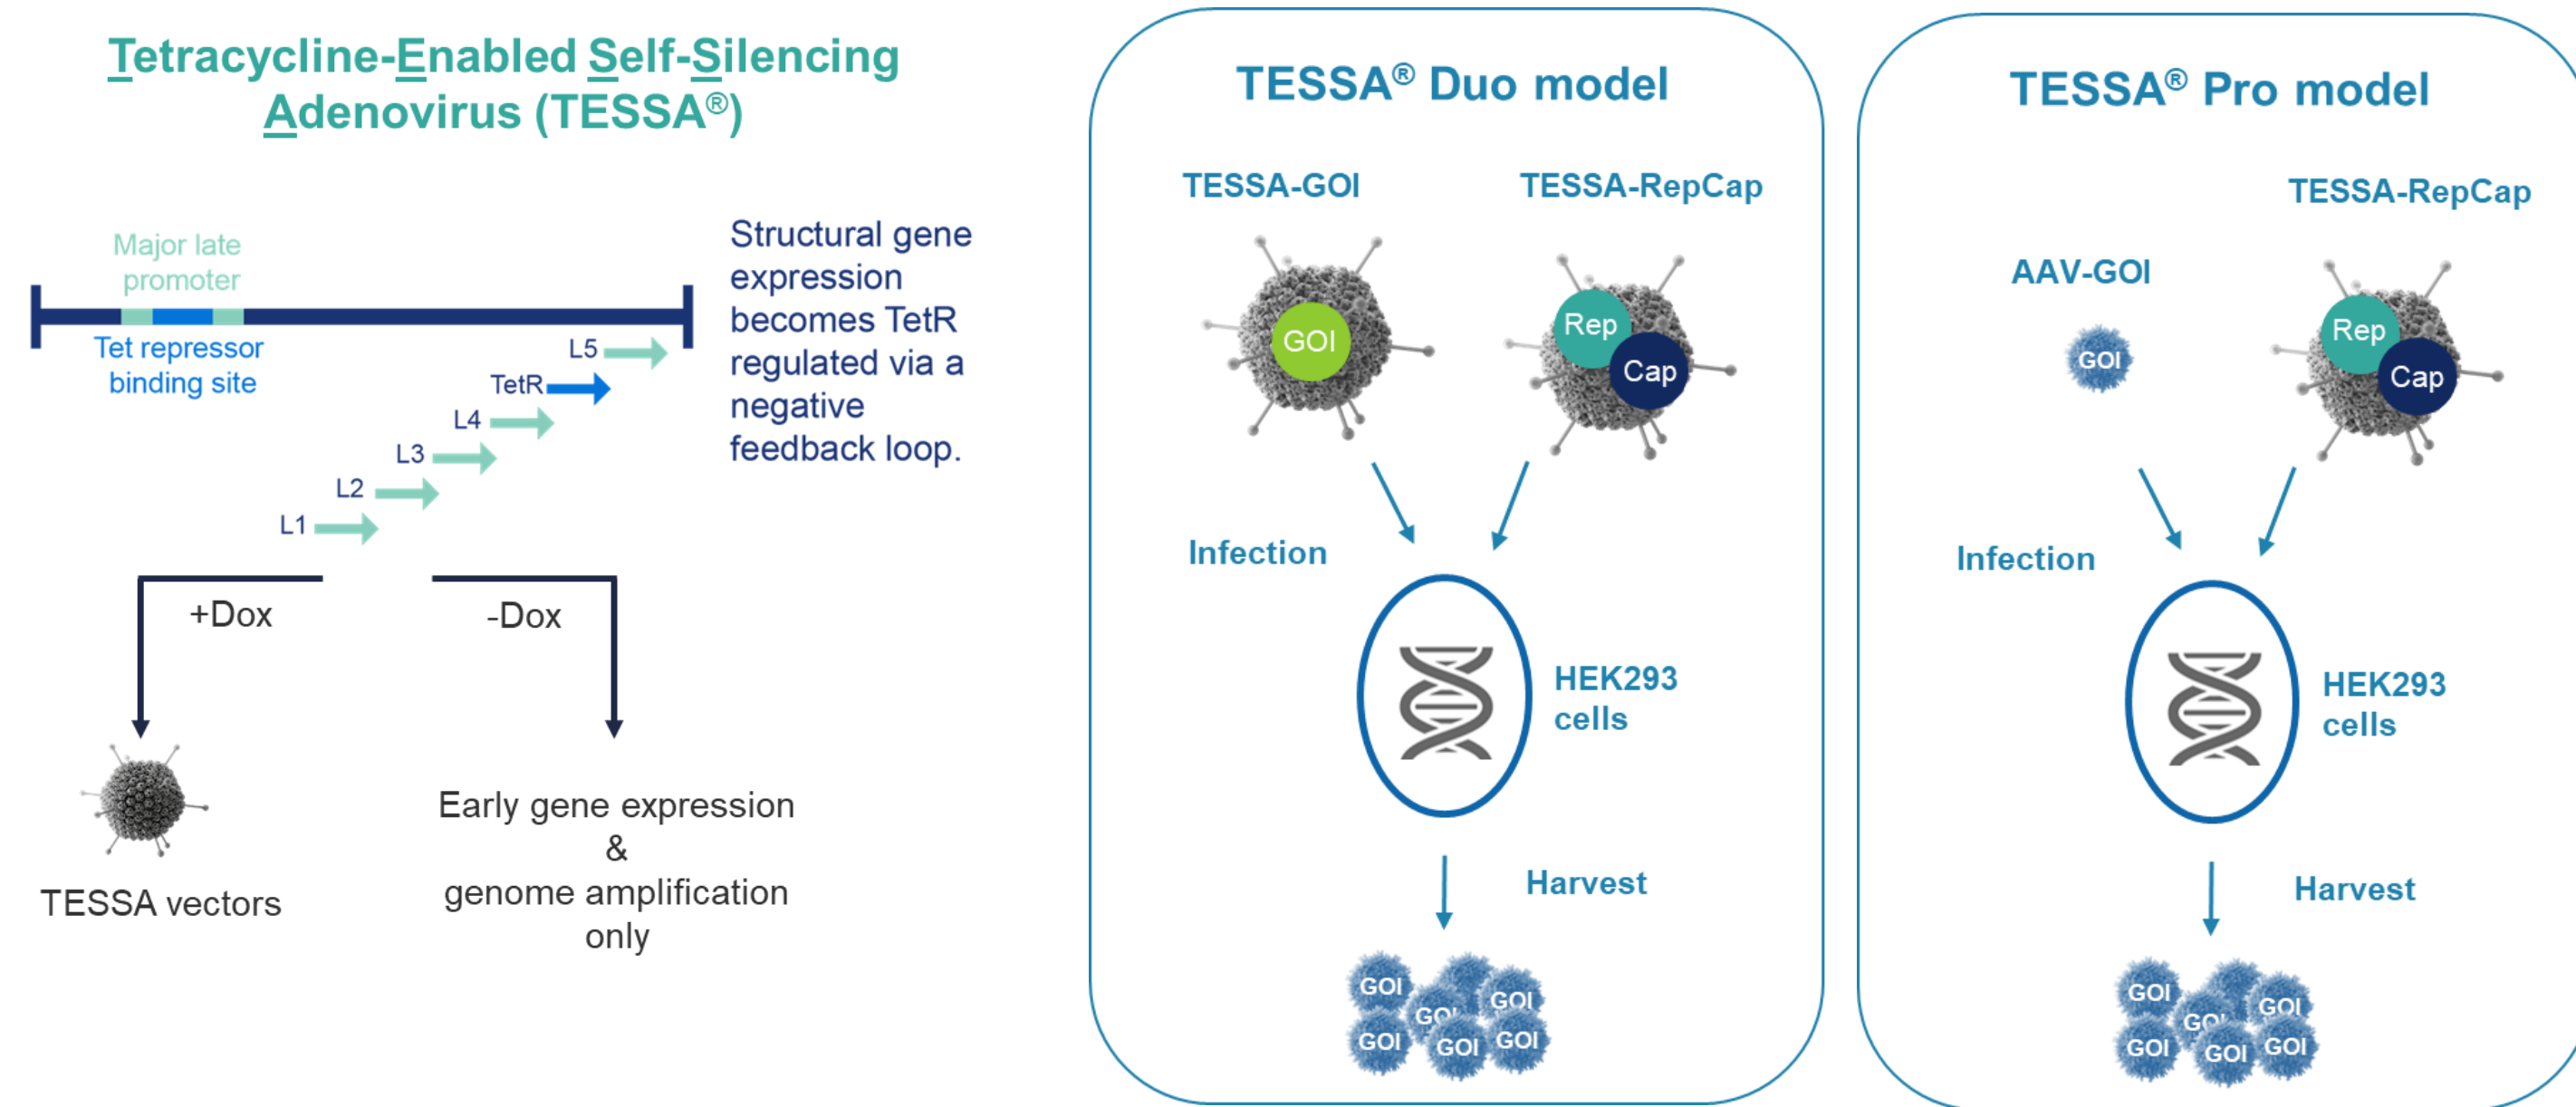 Tetracycline-Enabled Self-Silencing
Adenovirus (TESSA®)
Major late
promoter
Tet repressor
binding site
L5
TetR
L4
L3
L2
L1
Structural gene
expression
becomes TetR
regulated via a
negative
feedback loop.
+Dox
-Dox
TESSA vectors
Early gene expression
&
genome amplification
only
TESSA® Duo model
TESSA-GOI
TESSA-RepCap
GOI
Rep
Cap
Infection
HEK293
cells
Harvest
GOI
GOI
GOI
GOI
GOI
GOI
TESSA® Pro model
TESSA-RepCap
AAV-GOI
GOI
Rep
Cap
Infection
HEK293
cells
Harvest
GOI
GOI
GOI
GOI
GOI
GOI